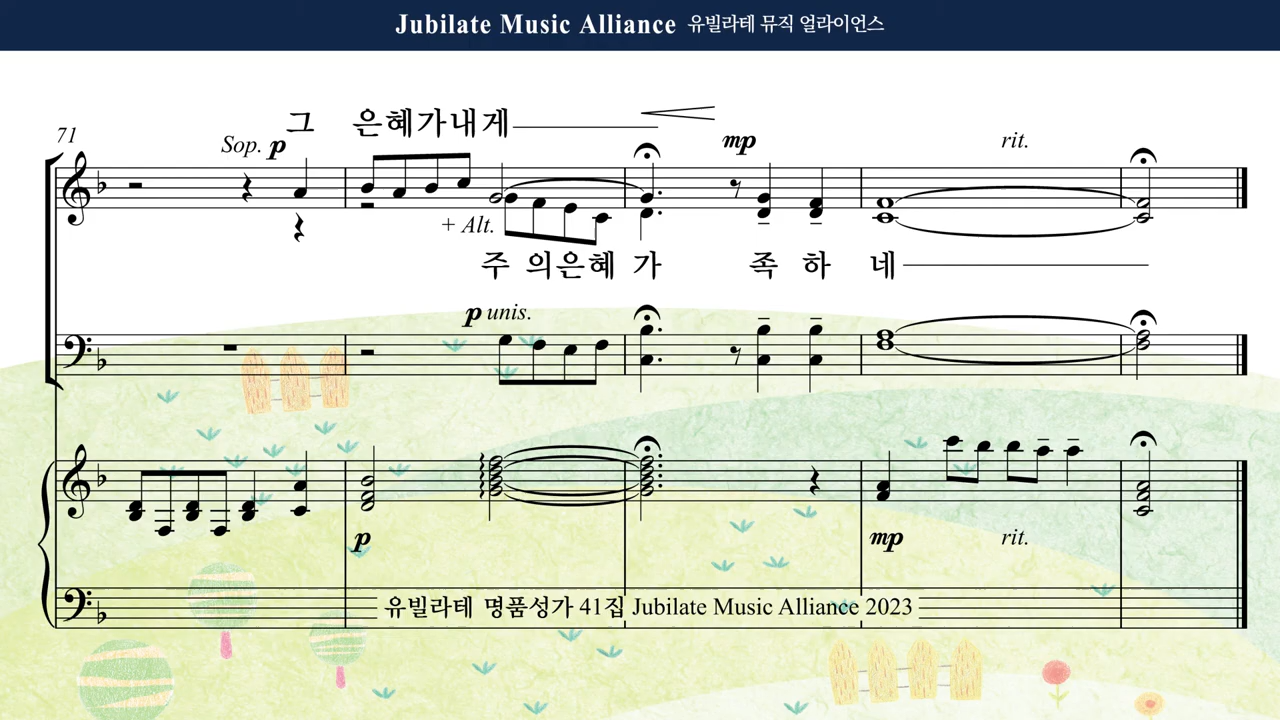 Jubilate Music Alliance 유빌라테 뮤직 얼라이언스
71
Sop. p
그 은혜가내게
mp
rit.
+ Alt.
주 의은혜 가 족 하 네
p unis.
p
mp
rit.
유빌라테 명품성가 41집 Jubilate Music Alliance 2023